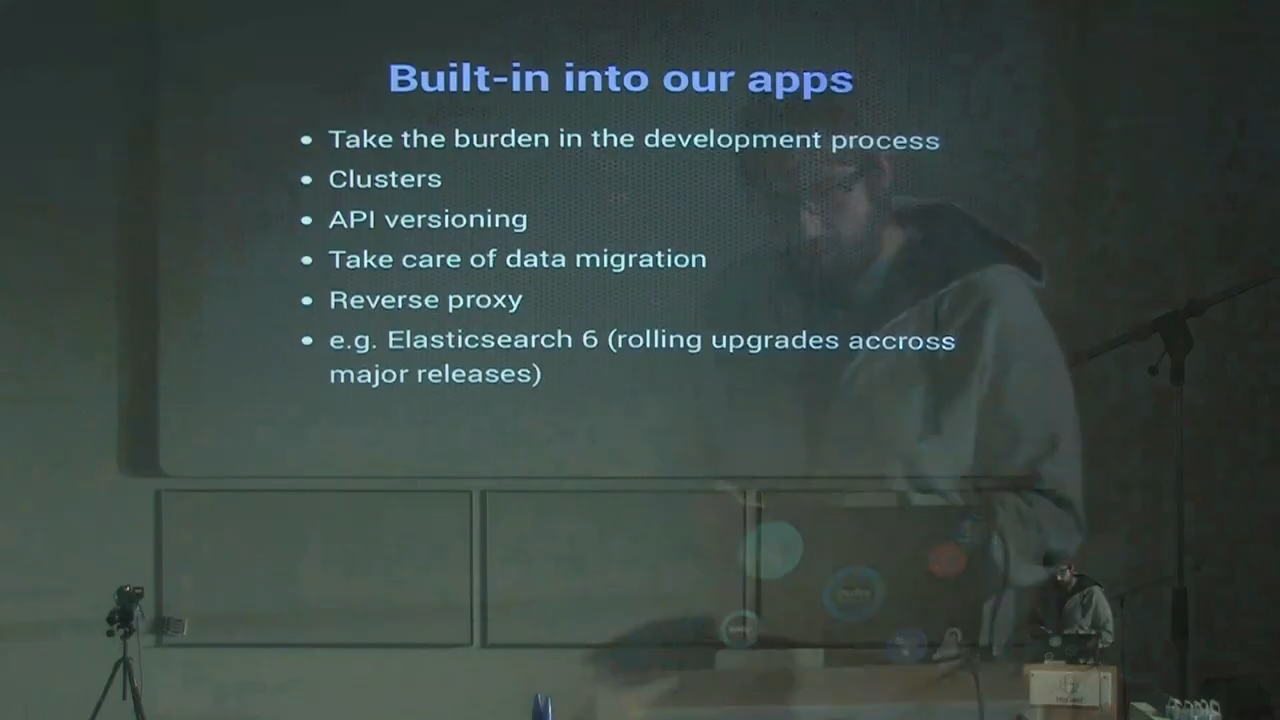 Built-in into our apps
• Take the burden in the development process
• Clusters
• API versioning
• Take care of data migration
• Reverse proxy
• e.g. Elasticsearch 6 (rolling upgrades accross
major releases)